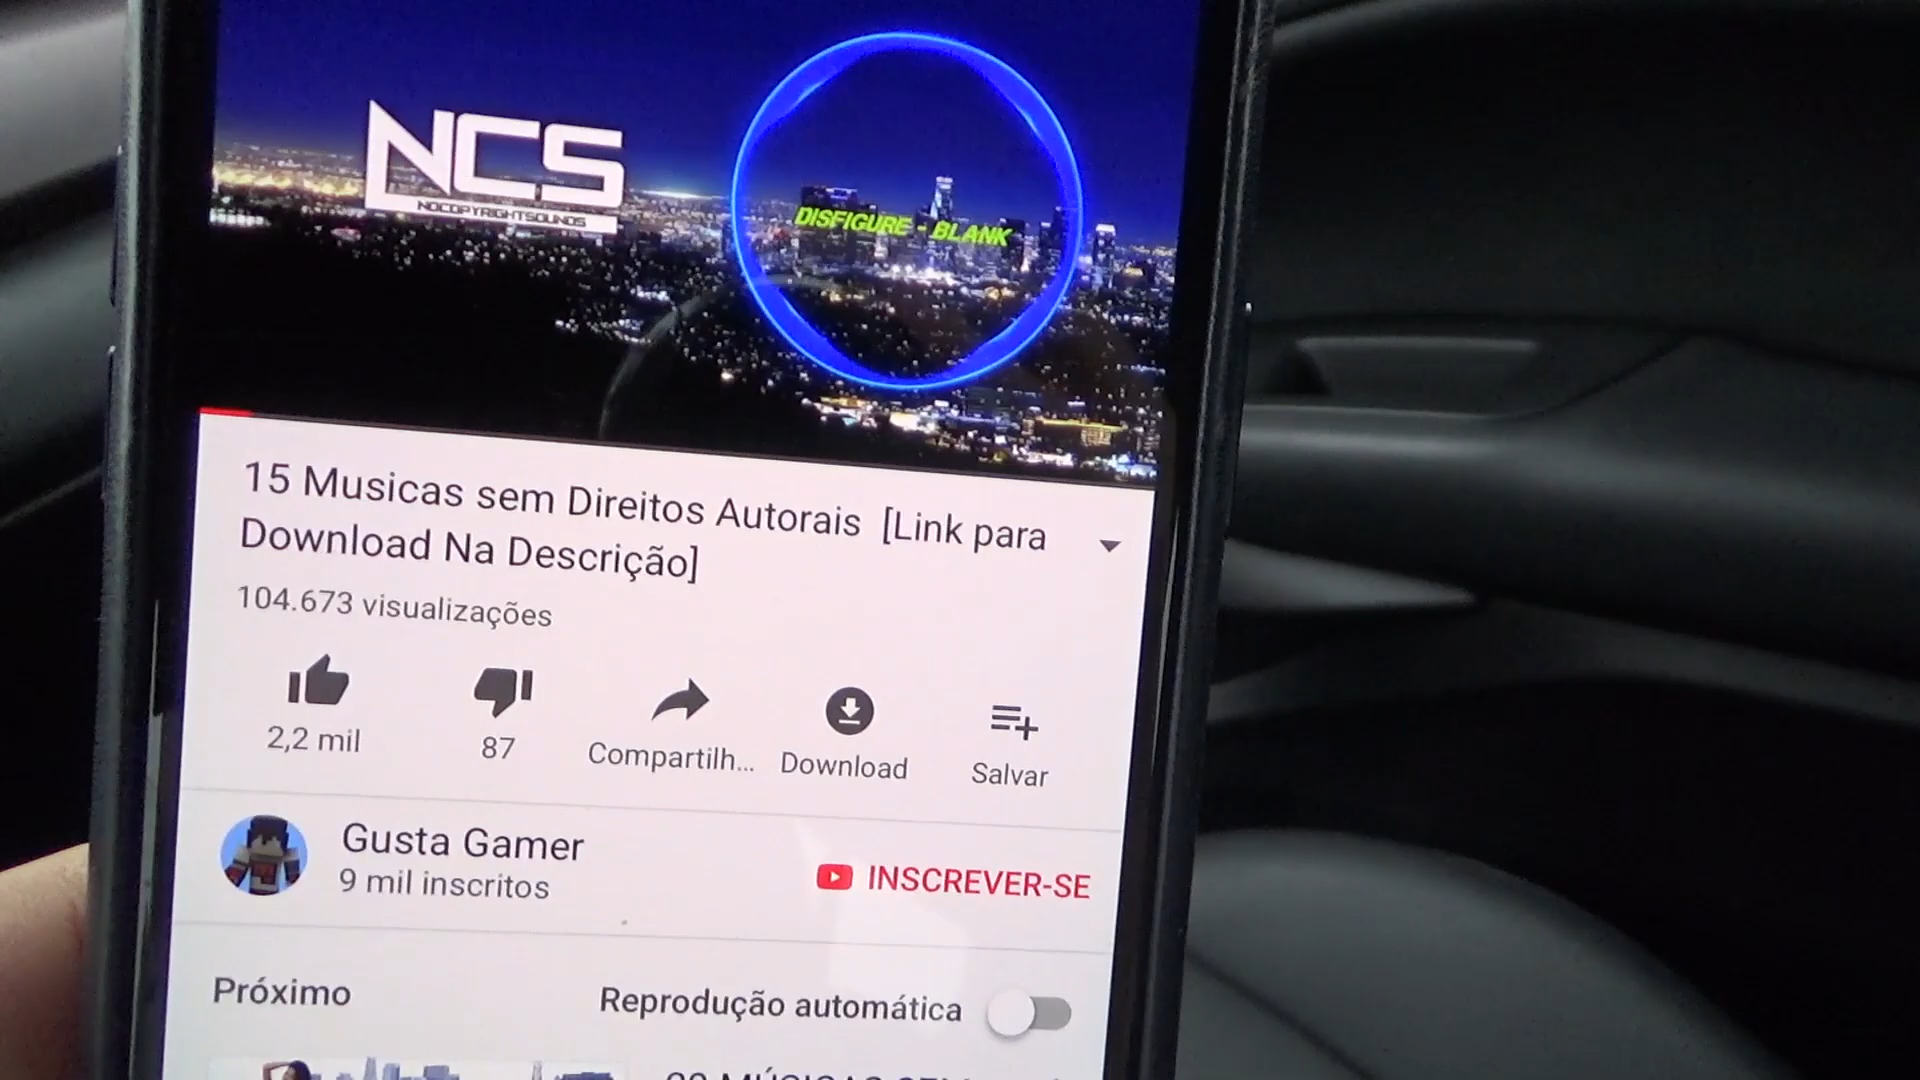 NCS
NOCOPYRIGHTSOUNDS
DISFIGURE - BLANK
15 Musicas sem Direitos Autorais [Link para
Download Na Descrição]
104.673 visualizações
2,2 mil
87
Compartilh...
Download
Salvar
Gusta Gamer
9 mil inscritos
INSCREVER-SE
Próximo
Reprodução automática